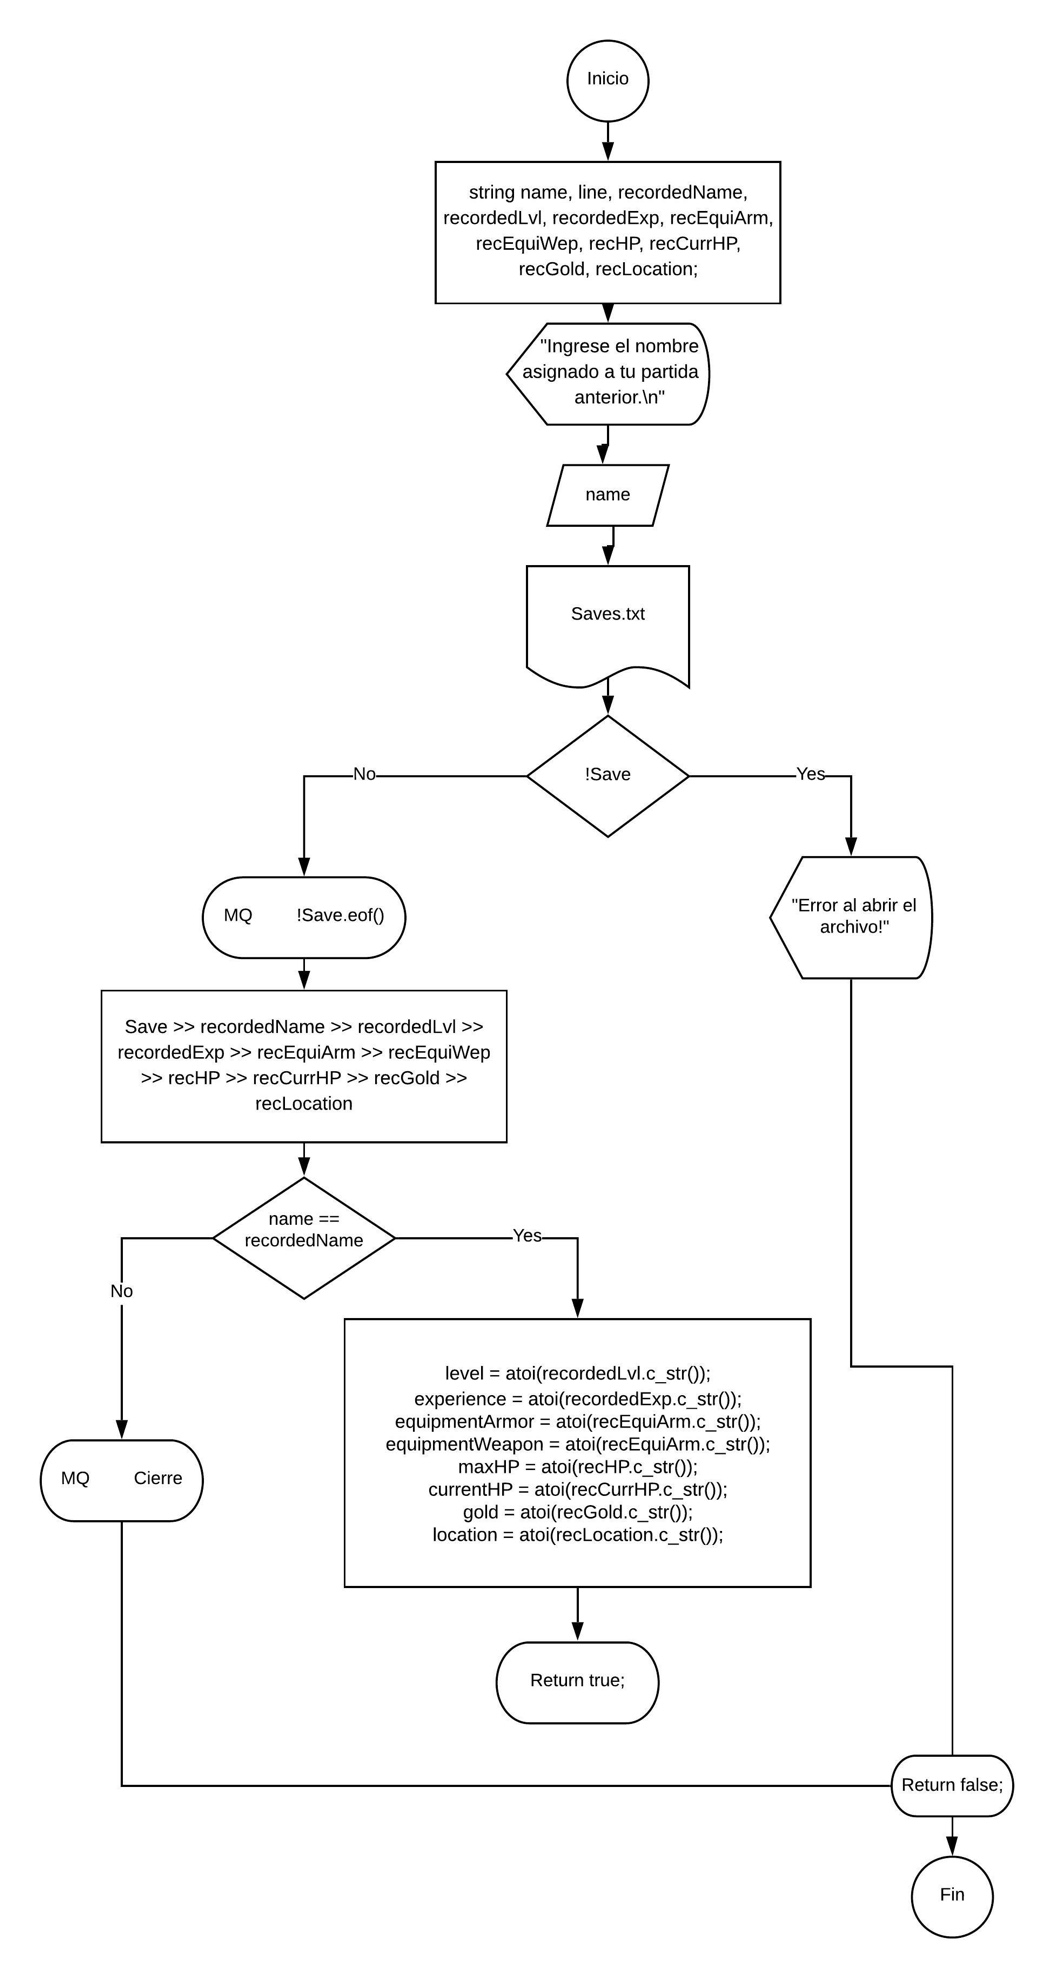 Inicio
string name, line, recordedName,
recordedLvl, recordedExp, recEquiArm,
recEquiWep, recHP, recCurrHP,
recGold, recLocation;
"Ingrese el nombre
asignado a tu partida
anterior.\n"
name
Saves.txt
!Save
No
Yes
MQ !Save.eof()
"Error al abrir el
archivo!"
Save >> recordedName >> recordedLvl >>
recordedExp >> recEquiArm >> recEquiWep
>> recHP >> recCurrHP >> recGold >>
recLocation
name ==
recordedName
Yes
No
level = atoi(recordedLvl.c_str());
experience = atoi(recordedExp.c_str());
equipmentArmor = atoi(recEquiArm.c_str());
equipmentWeapon = atoi(recEquiArm.c_str());
maxHP = atoi(recHP.c_str());
currentHP = atoi(recCurrHP.c_str());
gold = atoi(recGold.c_str());
location = atoi(recLocation.c_str());
MQ Cierre
Return true;
Return false;
Fin